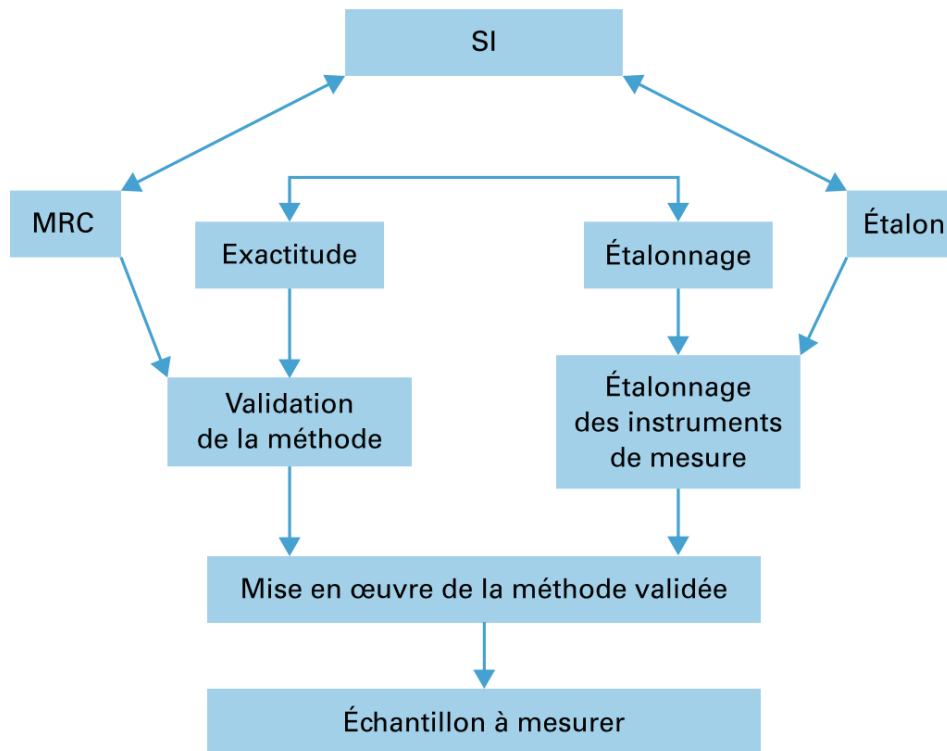 SI
MRC
Étalon
Exactitude
Étalonnage
Validation
de la méthode
Étalonnage
des instruments
de mesure
Mise en œuvre de la méthode validée
Échantillon à mesurer